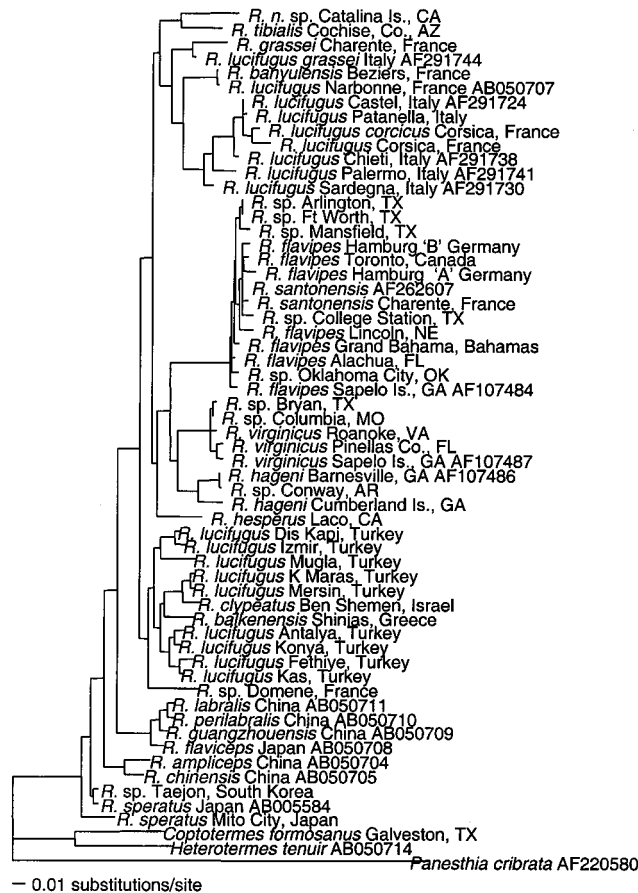 R. n. sp. Catalina Is., CA
R. tibialis Cochise, Co., AZ
R. grassei Charente, France
R. lucifugus grassei Italy AF291744
R. banyulensis Beziers, France
R. lucifugus Narbonne, France AB050707
R. lucifugus Castel, Italy AF291724
R. lucifugus Patanella, Italy
R. lucifugus corcicus Corsica, France
R. lucifugus Corsica, France
R. lucifugus Chieti, Italy AF291738
R. lucifugus Palermo, Italy AF291741
R. lucifugus Sardegna, Italy AF291730
R. sp. Arlington, TX
R. sp. Ft Worth, TX
R. sp. Mansfield, TX
R. flavipes Hamburg 'B' Germany
R. flavipes Toronto, Canada
R. flavipes Hamburg 'A' Germany
R. santonensis AF262607
R. santonensis Charente, France
R. sp. College Station, TX
R. flavipes Lincoln, NE
R. flavipes Grand Bahama, Bahamas
R. flavipes Alachua, FL
R. sp. Oklahoma City, OK
R. flavipes Sapelo Is., GA AF107484
R. sp. Bryan, TX
R. sp. Columbia, MO
R. virginicus Roanoke, VA
R. virginicus Pinellas Co., FL
R. virginicus Sapelo Is., GA AF107487
R. hageni Barnesville, GA AF107486
R. sp. Conway, AR
R. hageni Cumberland Is., GA
R. hesperus Laco, CA
R. lucifugus Dis Kapi, Turkey
R. lucifugus Izmir, Turkey
R. lucifugus Mugla, Turkey
R. lucifugus K Maras, Turkey
R. lucifugus Mersin, Turkey
R. clypeatus Ben Shemen, Israel
R. balkenensis Shinias, Greece
R. lucifugus Antalya, Turkey
R. lucifugus Konya, Turkey
R. lucifugus Fethiye, Turkey
R. lucifugus Kas, Turkey
R. sp. Domene, France
R. labralis China AB050711
R. perilabralis China AB050710
R. guangzhouensis China AB050709
R. flaviceps Japan AB050708
R. ampliceps China AB050704
R. chinensis China AB050705
R. sp. Taejon, South Korea
R. speratus Japan AB005584
R. speratus Mito City, Japan
Coptotermes formosanus Galveston, TX
Heterotermes tenuir AB050714
Panesthia cribrata AF220580
0.01 substitutions/site